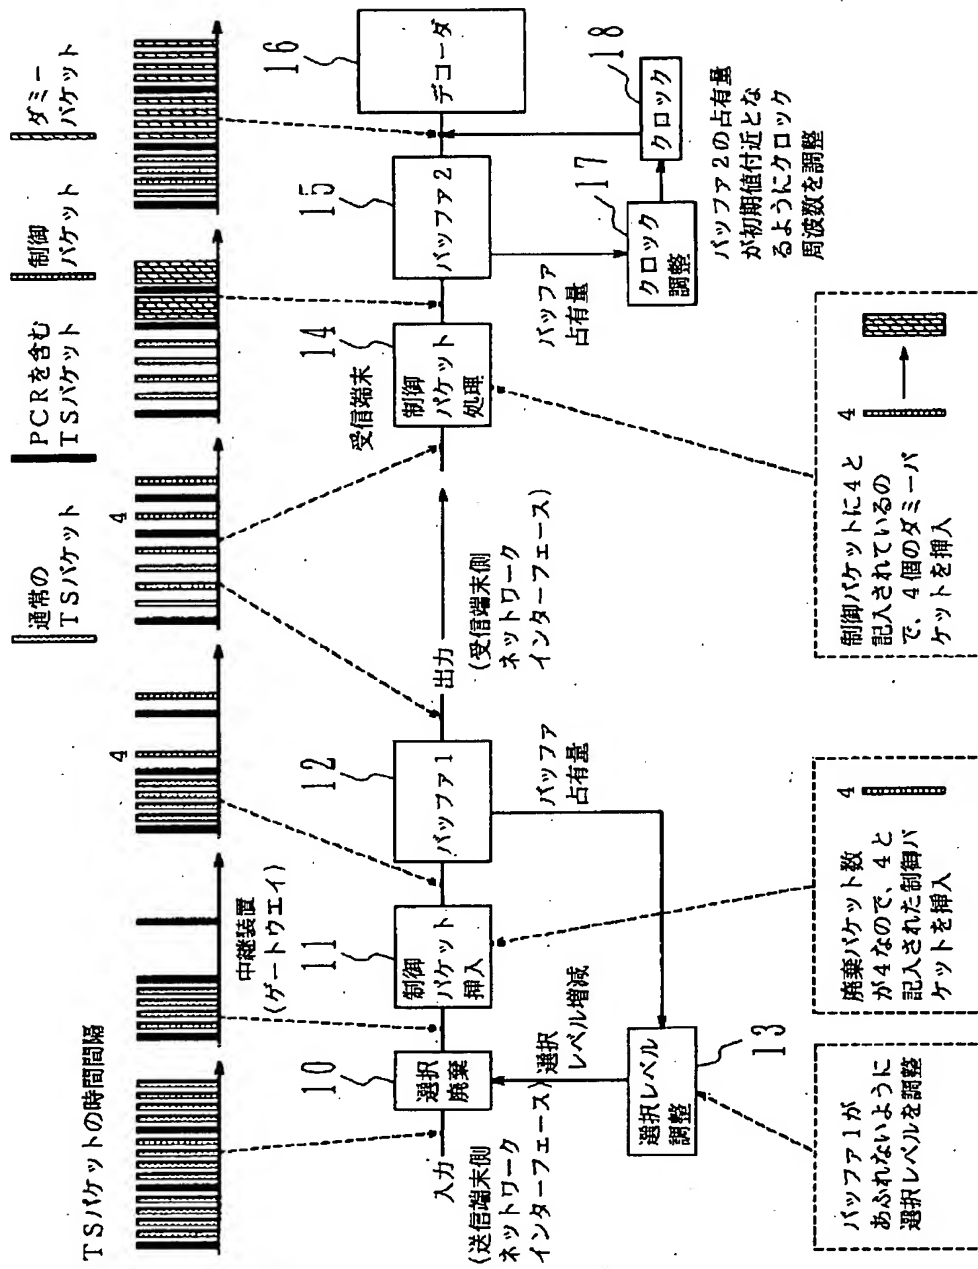 TSパケットの時間間隔
通常の
TSパケット
PCRを含む
TSパケット
制御
パケット
ダミー
パケット
4
4
中継装置
(ゲートウエイ)
受信端末
入力
(送信端末側
ネットワーク
インターフェース)
10
選択
廃棄
11
制御
パケット
挿入
12
バッファ1
出力
(受信端末側
ネットワーク
インターフェース)
14
制御
パケット
処理
15
バッファ2
16
デコーダ
選択
レベル増減
バッファ
占有量
13
選択レベル
調整
バッファ
占有量
17
クロック
調整
18
クロック
バッファ2の占有量
が初期値付近とな
るようにクロック
周波数を調整
バッファ1が
あふれないように
選択レベルを調整
廃棄パケット数
が4なので、4と
記入された制御パ
ケットを挿入
4
制御パケットに4と
記入されているの
で、4個のダミーパ
ケットを挿入
4